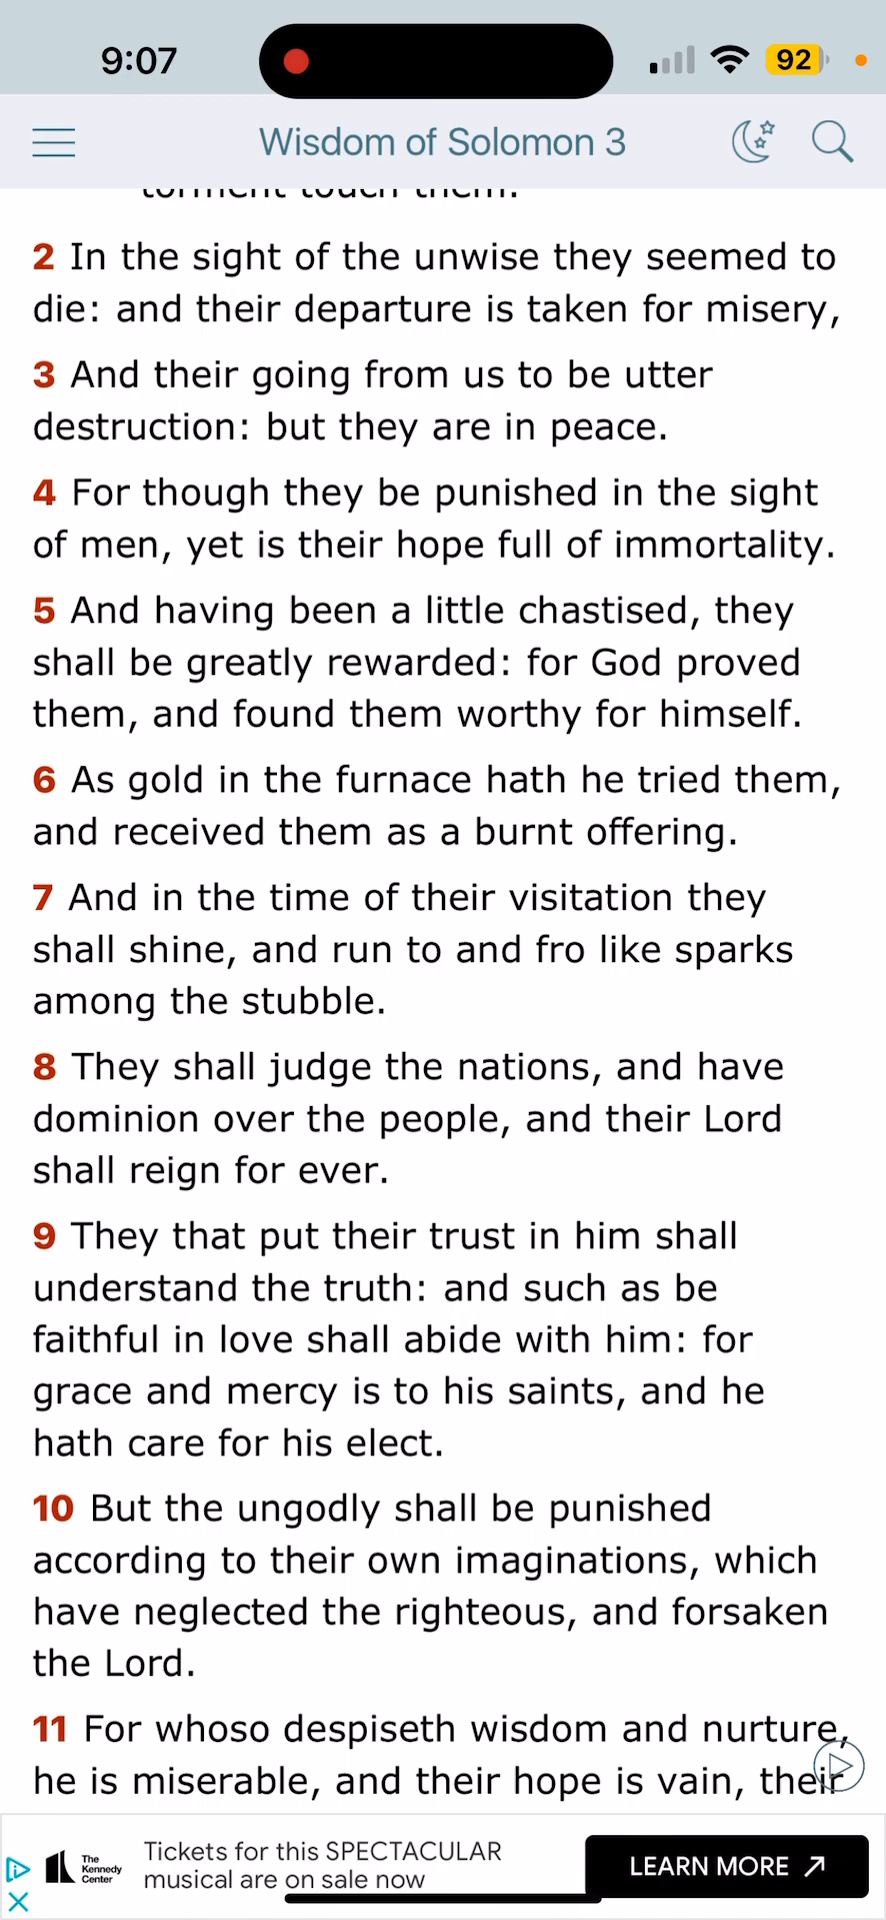 9:07
92
Wisdom of Solomon 3
torment touch them.
2 In the sight of the unwise they seemed to
die: and their departure is taken for misery,
3 And their going from us to be utter
destruction: but they are in peace.
4 For though they be punished in the sight
of men, yet is their hope full of immortality.
5 And having been a little chastised, they
shall be greatly rewarded: for God proved
them, and found them worthy for himself.
6 As gold in the furnace hath he tried them,
and received them as a burnt offering.
7 And in the time of their visitation they
shall shine, and run to and fro like sparks
among the stubble.
8 They shall judge the nations, and have
dominion over the people, and their Lord
shall reign for ever.
9 They that put their trust in him shall
understand the truth: and such as be
faithful in love shall abide with him: for
grace and mercy is to his saints, and he
hath care for his elect.
10 But the ungodly shall be punished
according to their own imaginations, which
have neglected the righteous, and forsaken
the Lord.
11 For whoso despiseth wisdom and nurture,
he is miserable, and their hope is vain, their
The
Kennedy
Center
Tickets for this SPECTACULAR
musical are on sale now
LEARN MORE